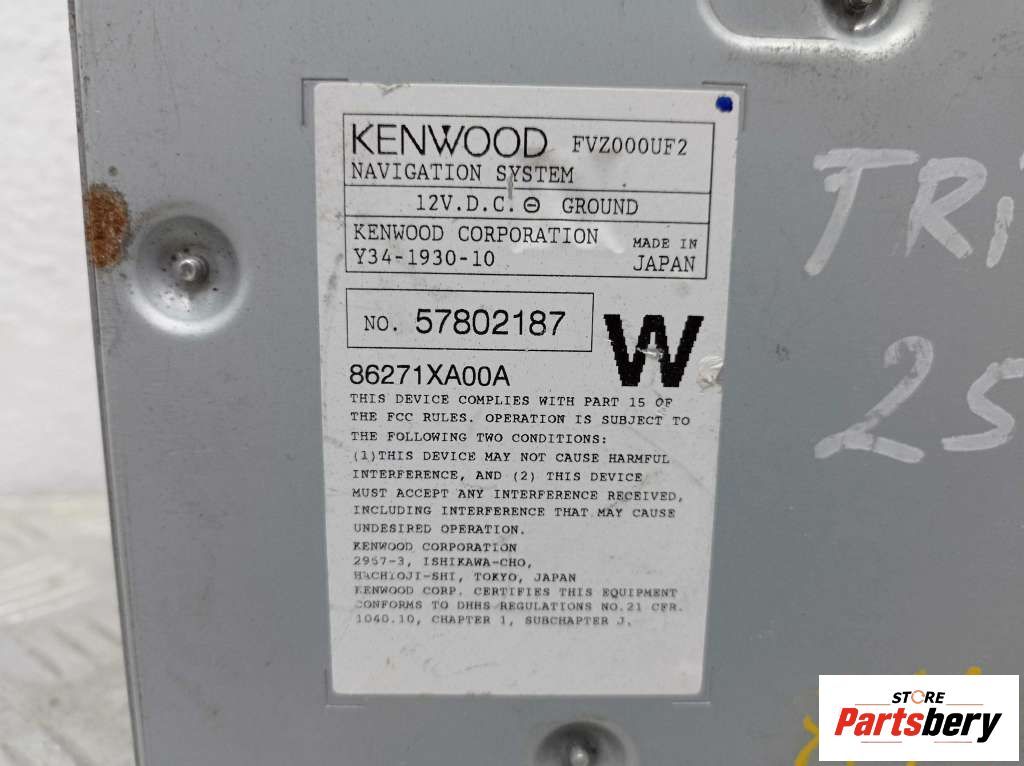 KENWOOD FVZ000UF2
NAVIGATION SYSTEM
12V.D.C. ⊖ GROUND
KENWOOD CORPORATION
Y34-1930-10
MADE IN
JAPAN
NO. 57802187
W
86271XA00A
THIS DEVICE COMPLIES WITH PART 15 OF
THE FCC RULES. OPERATION IS SUBJECT TO
THE FOLLOWING TWO CONDITIONS:
(1)THIS DEVICE MAY NOT CAUSE HARMFUL
INTERFERENCE, AND (2) THIS DEVICE
MUST ACCEPT ANY INTERFERENCE RECEIVED,
INCLUDING INTERFERENCE THAT MAY CAUSE
UNDESIRED OPERATION.
KENWOOD CORPORATION
2967-3, ISHIKAWA-CHO,
HACHIOJI-SHI, TOKYO, JAPAN
KENWOOD CORP. CERTIFIES THIS EQUIPMENT
CONFORMS TO DHHS REGULATIONS NO.21 CFR.
1040.10, CHAPTER 1, SUBCHAPTER J.
TRI
25
STORE
Partsbery